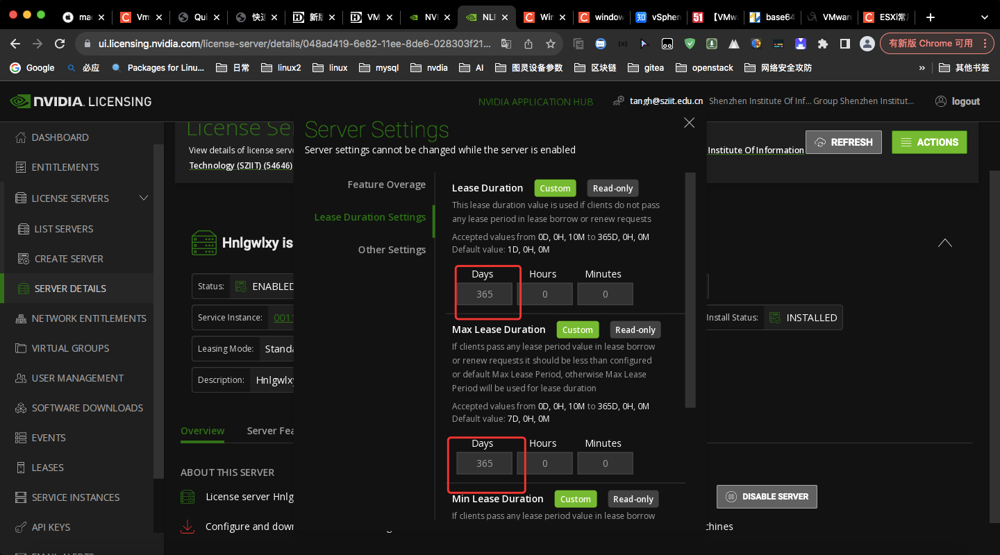 mac
Vm
Qui
快速
新版
VM
NVI
NLP
Win
window
vSphere
【VMwa
base64
VMware
ESXi常
ui.licensing.nvidia.com/license-server/details/048ad419-6e82-11ee-8de6-028303f21...
有新版 Chrome 可用
Google 必应 Packages for Linu... 日常 linux2 linux mysql nvidia AI 图灵设备参数 区块链 gitea openstack 网络安全攻防 » 其他书签
NVIDIA. LICENSING
NVIDIA APPLICATION HUB
tangh@sziit.edu.cn
Shenzhen Institute Of Inf... Group Shenzhen Institut...
logout
DASHBOARD
ENTITLEMENTS
LICENSE SERVERS
LIST SERVERS
CREATE SERVER
SERVER DETAILS
NETWORK ENTITLEMENTS
VIRTUAL GROUPS
USER MANAGEMENT
SOFTWARE DOWNLOADS
EVENTS
LEASES
SERVICE INSTANCES
API KEYS
EMAIL ALERTS
License Se
View details of license serve
Institute Of Information
Technology (SZIIT) (54646)
REFRESH
ACTIONS
Hnlgwlxy is
Status: ENABLED
Service Instance: 0011
Install Status: INSTALLED
Leasing Mode: Standa
Description: Hnlgwlxy
Overview Server Fea
ABOUT THIS SERVER
License server Hnlg
DISABLE SERVER
Configure and down
chines
Server Settings
Server settings cannot be changed while the server is enabled
Feature Overage
Lease Duration Settings
Other Settings
Lease Duration Custom Read-only
This lease duration value is used if clients do not pass
any lease period in lease borrow or renew requests
Accepted values from 0D, 0H, 10M to 365D, 0H, 0M
Default value: 1D, 0H, 0M
Days Hours Minutes
365 0 0
Max Lease Duration Custom Read-only
If clients pass any lease period value in lease borrow
or renew requests it should be less than configured
or default Max Lease Period, otherwise Max Lease
Period will be used for lease duration
Accepted values from 0D, 0H, 10M to 365D, 0H, 0M
Default value: 7D, 0H, 0M
Days Hours Minutes
365 0 0
Min Lease Duration Custom Read-only
If clients pass any lease period value in lease borrow